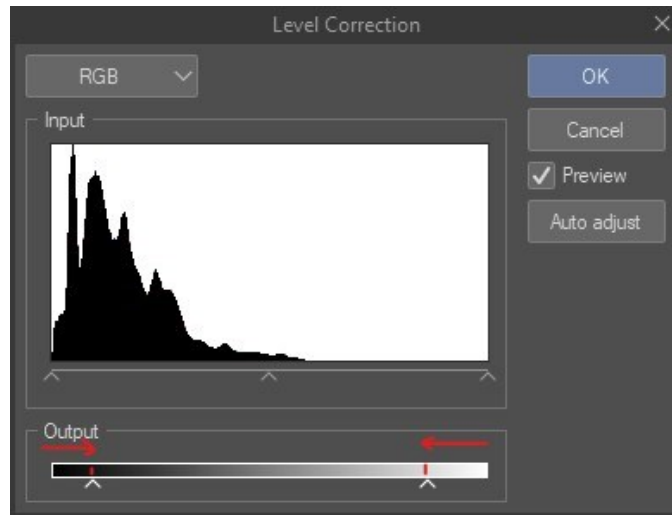 Level Correction
RGB
OK
Input
Cancel
Preview
Auto adjust
Output